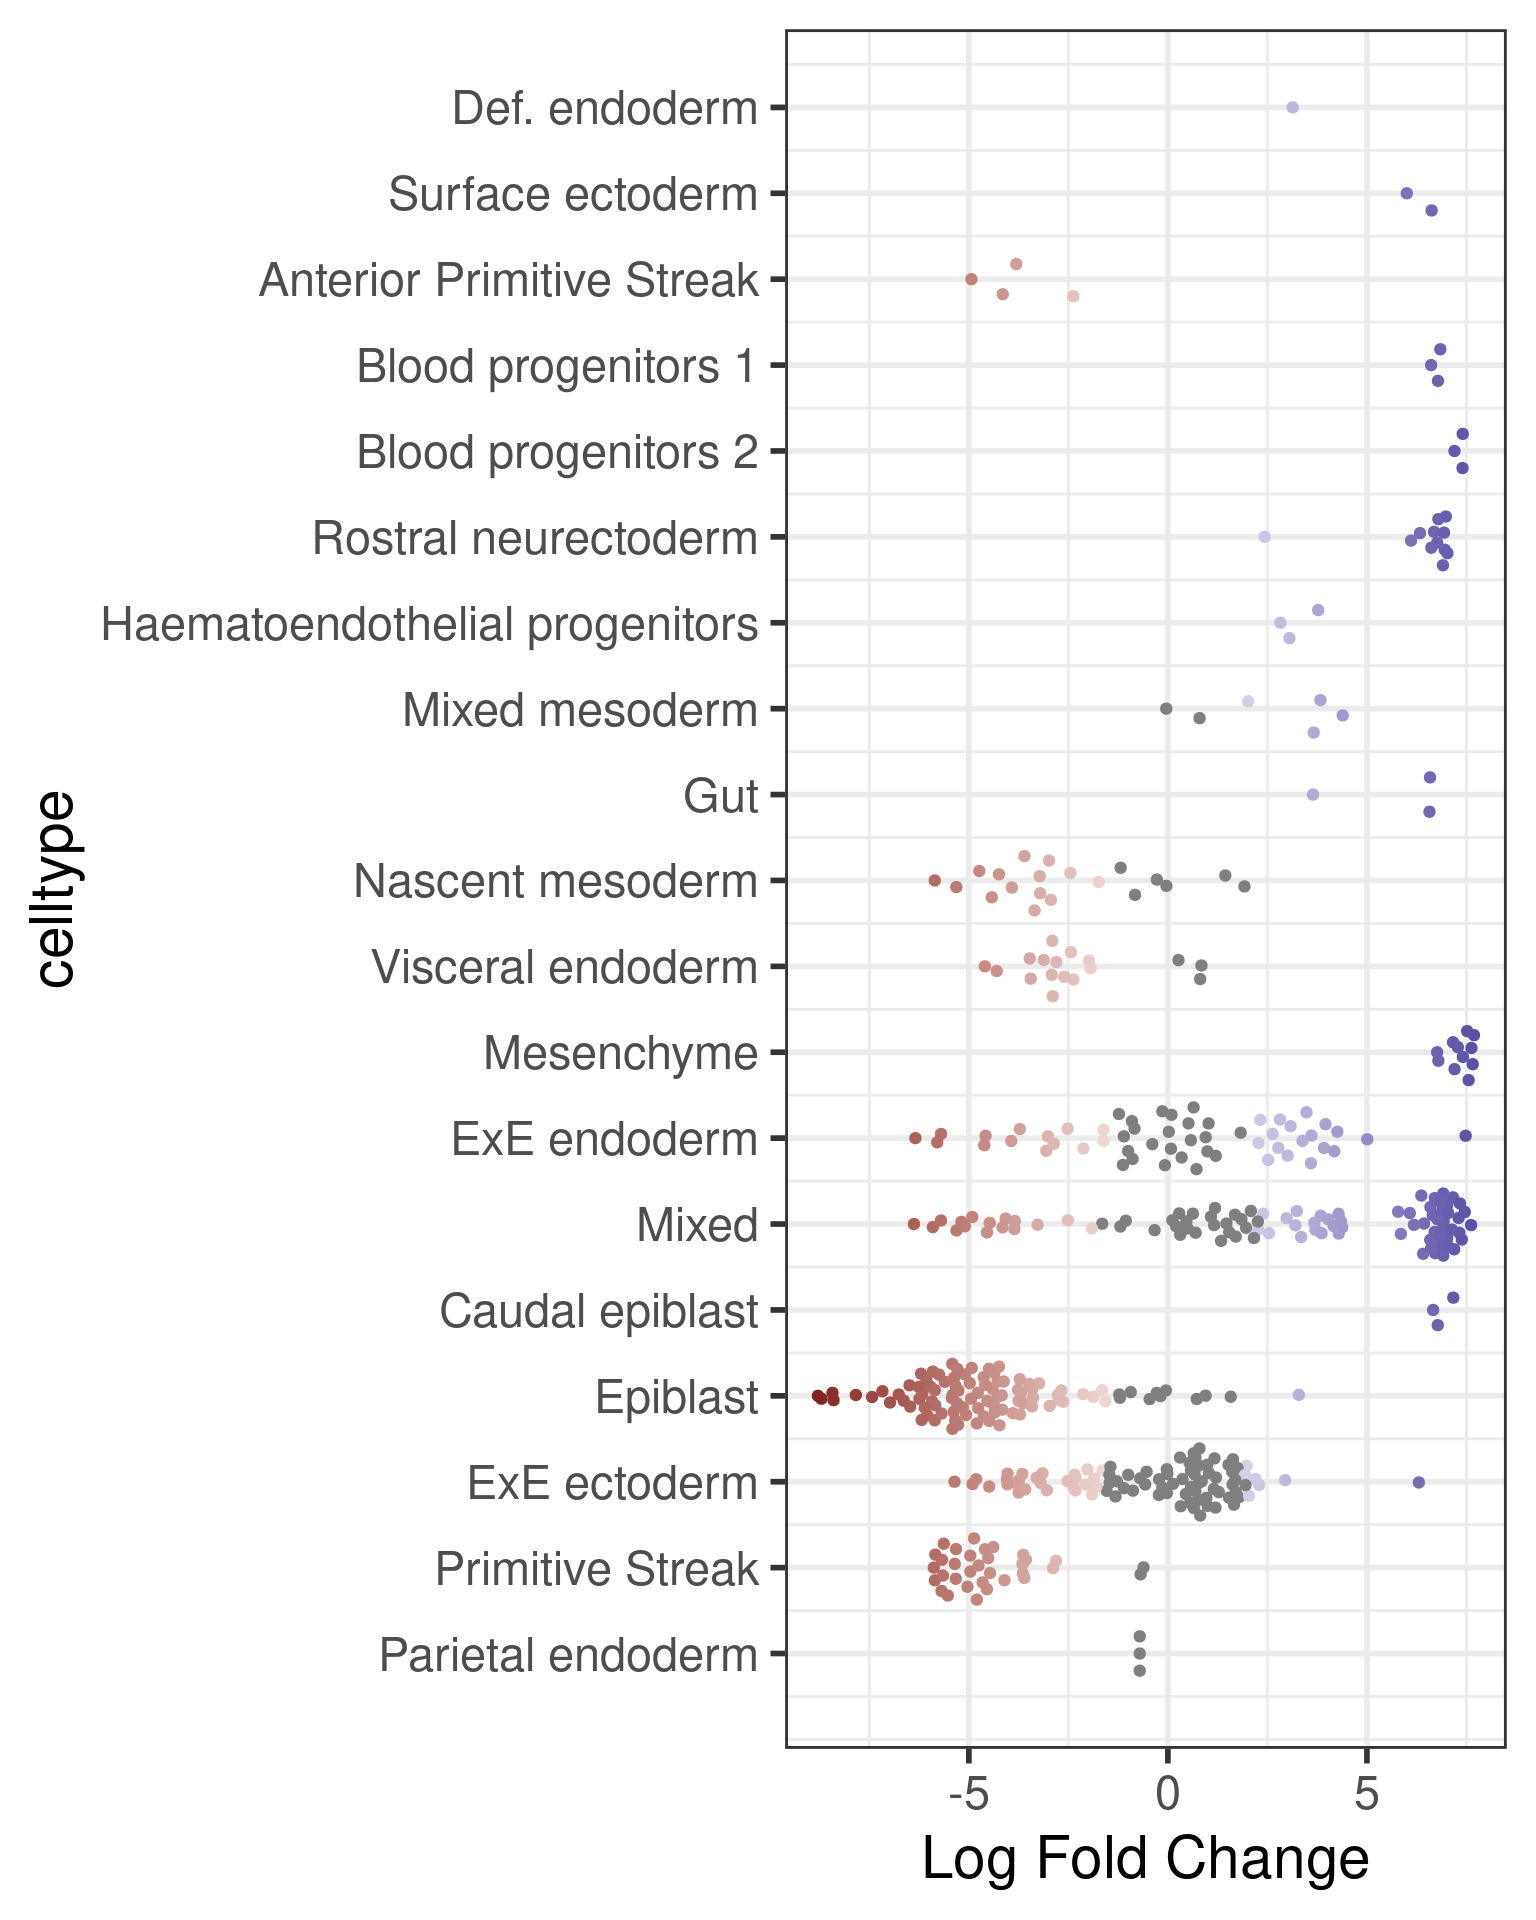 Def. endoderm
Surface ectoderm
Anterior Primitive Streak
Blood progenitors 1
Blood progenitors 2
Rostral neurectoderm
Haematoendothelial progenitors
Mixed mesoderm
Gut
Nascent mesoderm
Visceral endoderm
Mesenchyme
ExE endoderm
Mixed
Caudal epiblast
Epiblast
ExE ectoderm
Primitive Streak
Parietal endoderm
celltype
-5 0 5
Log Fold Change